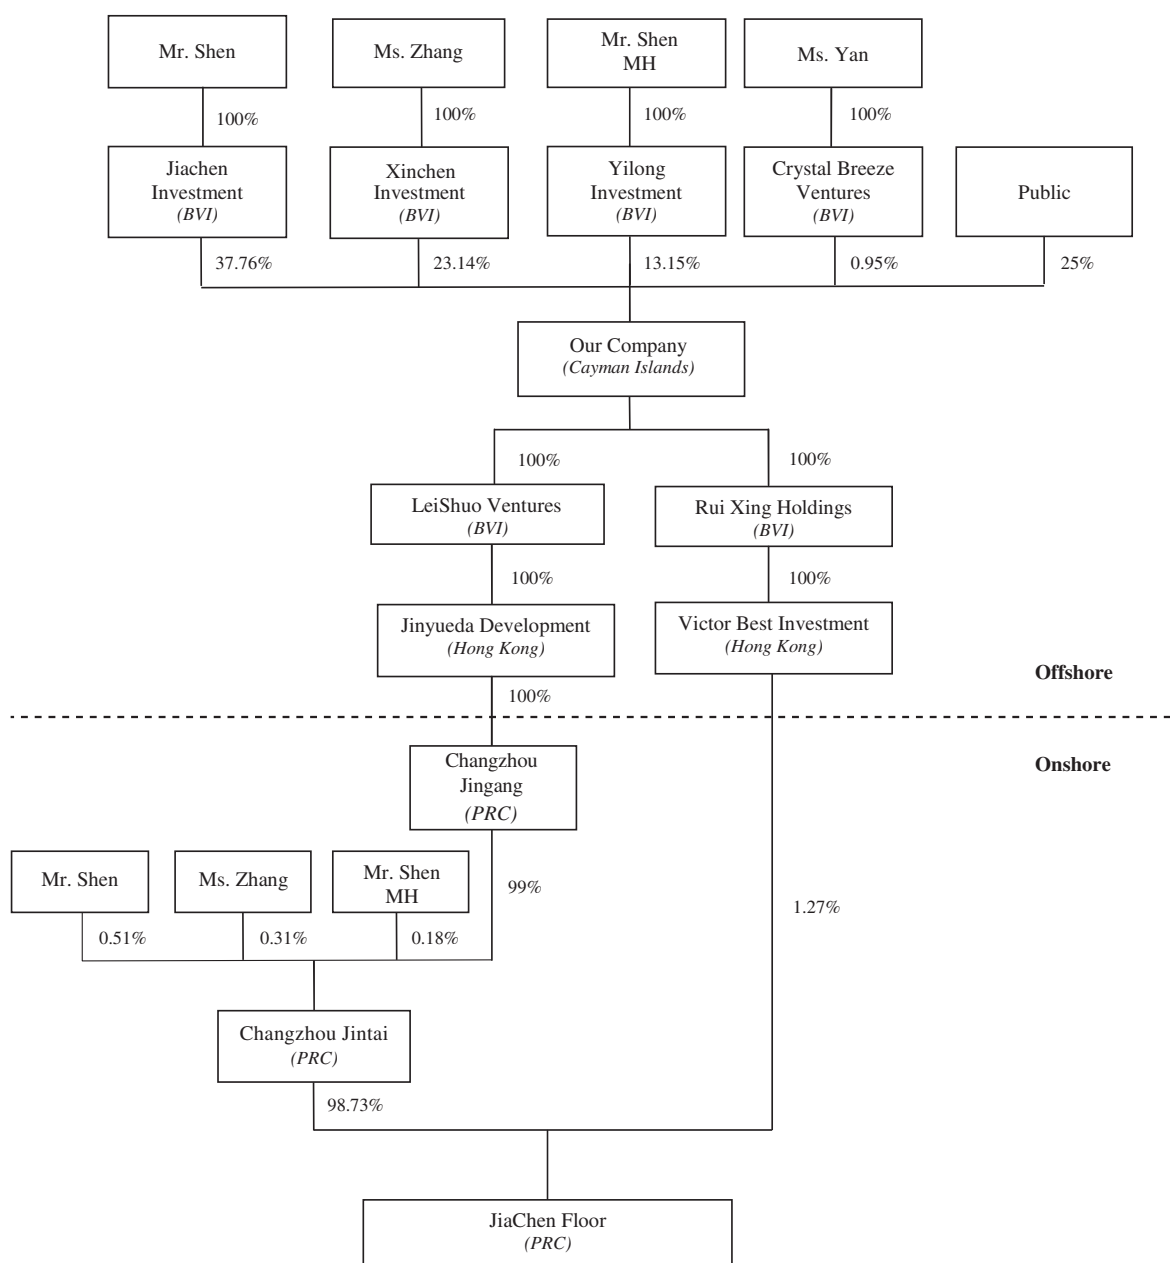 Mr. Shen
Ms. Zhang
Mr. Shen
MH
Ms. Yan
100%
100%
100%
100%
Jiachen
Investment
(BVI)
Xinchen
Investment
(BVI)
Yilong
Investment
(BVI)
Crystal Breeze
Ventures
(BVI)
Public
37.76%
23.14%
13.15%
0.95%
25%
Our Company
(Cayman Islands)
100%
100%
LeiShuo Ventures
(BVI)
Rui Xing Holdings
(BVI)
100%
100%
Jinyueda Development
(Hong Kong)
Victor Best Investment
(Hong Kong)
Offshore
100%
Onshore
Changzhou
Jingang
(PRC)
Mr. Shen
Ms. Zhang
Mr. Shen
MH
99%
1.27%
0.51%
0.31%
0.18%
Changzhou Jintai
(PRC)
98.73%
JiaChen Floor
(PRC)